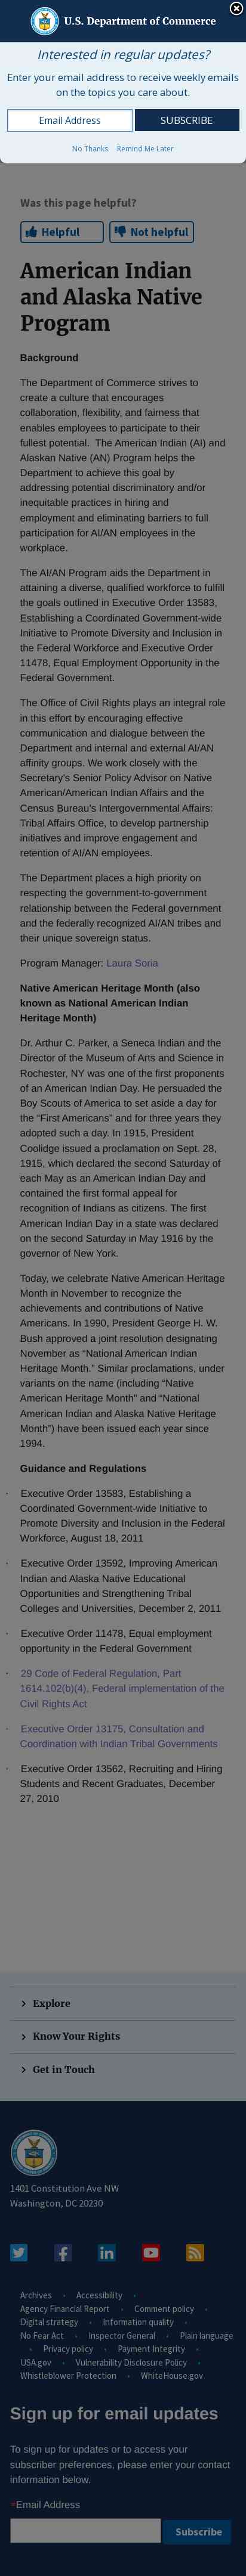 U.S. Department of Commerce
Interested in regular updates?
Enter your email address to receive weekly emails
on the topics you care about.
Email Address
SUBSCRIBE
No Thanks
Remind Me Later
Was this page helpful?
Helpful
Not helpful
American Indian
and Alaska Native
Program
Background
The Department of Commerce strives to
create a culture that encourages
collaboration, flexibility, and fairness that
enables employees to participate to their
fullest potential.  The American Indian (AI) and
Alaskan Native (AN) Program helps the
Department to achieve this goal by
addressing potential discriminatory and/or
inequitable practices in hiring and
employment and eliminating barriers to full
participation for AI/AN employees in the
workplace.
The AI/AN Program aids the Department in
attaining a diverse, qualified workforce to fulfill
the goals outlined in Executive Order 13583,
Establishing a Coordinated Government-wide
Initiative to Promote Diversity and Inclusion in
the Federal Workforce and Executive Order
11478, Equal Employment Opportunity in the
Federal Government.
The Office of Civil Rights plays an integral role
in this effort by encouraging effective
communication and dialogue between the
Department and internal and external AI/AN
affinity groups. We work closely with the
Secretary's Senior Policy Advisor on Native
American/American Indian Affairs and the
Census Bureau's Intergovernmental Affairs:
Tribal Affairs Office, to develop partnership
initiatives and improve engagement and
retention of AI/AN employees.
The Department places a high priority on
respecting the government-to-government
relationship between the Federal government
and the federally recognized AI/AN tribes and
their unique sovereign status.
Program Manager: Laura Soria
Native American Heritage Month (also
known as National American Indian
Heritage Month)
Dr. Arthur C. Parker, a Seneca Indian and the
Director of the Museum of Arts and Science in
Rochester, NY was one of the first proponents
of an American Indian Day. He persuaded the
Boy Scouts of America to set aside a day for
the “First Americans” and for three years they
adopted such a day. In 1915, President
Coolidge issued a proclamation on Sept. 28,
1915, which declared the second Saturday of
each May as an American Indian Day and
contained the first formal appeal for
recognition of Indians as citizens. The first
American Indian Day in a state was declared
on the second Saturday in May 1916 by the
governor of New York.
Today, we celebrate Native American Heritage
Month in November to recognize the
achievements and contributions of Native
Americans. In 1990, President George H. W.
Bush approved a joint resolution designating
November as “National American Indian
Heritage Month.” Similar proclamations, under
variants on the name (including “Native
American Heritage Month” and “National
American Indian and Alaska Native Heritage
Month”) have been issued each year since
1994.
Guidance and Regulations
· Executive Order 13583, Establishing a
Coordinated Government-wide Initiative to
Promote Diversity and Inclusion in the Federal
Workforce, August 18, 2011
· Executive Order 13592, Improving American
Indian and Alaska Native Educational
Opportunities and Strengthening Tribal
Colleges and Universities, December 2, 2011
· Executive Order 11478, Equal employment
opportunity in the Federal Government
· 29 Code of Federal Regulation, Part
1614.102(b)(4), Federal implementation of the
Civil Rights Act
· Executive Order 13175, Consultation and
Coordination with Indian Tribal Governments
· Executive Order 13562, Recruiting and Hiring
Students and Recent Graduates, December
27, 2010
Explore
Know Your Rights
Get in Touch
1401 Constitution Ave NW
Washington, DC 20230
Archives • Accessibility •
Agency Financial Report • Comment policy •
Digital strategy • Information quality •
No Fear Act • Inspector General • Plain language
• Privacy policy • Payment Integrity •
USA.gov • Vulnerability Disclosure Policy •
Whistleblower Protection • WhiteHouse.gov
Sign up for email updates
To sign up for updates or to access your
subscriber preferences, please enter your contact
information below.
*Email Address
Subscribe